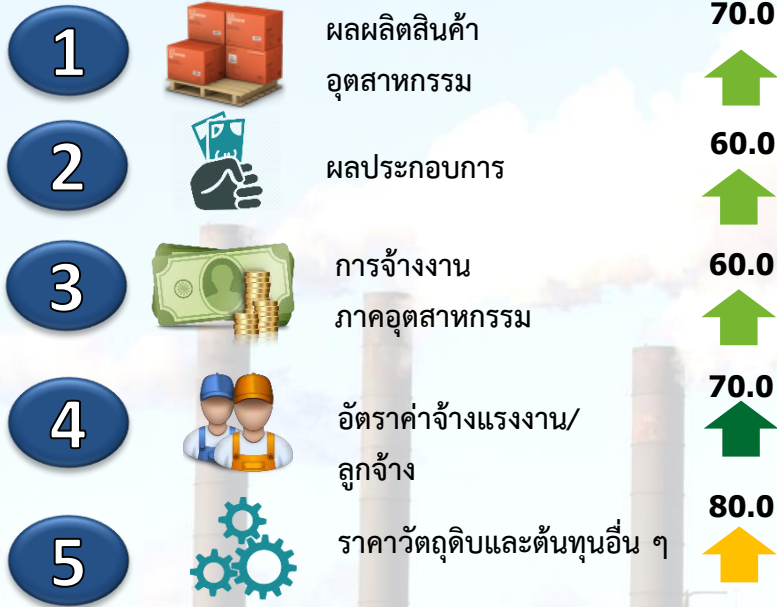 1
ผลผลิตสินค้า
อุตสาหกรรม
70.0
2
ผลประกอบการ
60.0
3
การจ้างงาน
ภาคอุตสาหกรรม
60.0
4
อัตราค่าจ้างแรงงาน/
ลูกจ้าง
70.0
5
ราคาวัตถุดิบและต้นทุนอื่น ๆ
80.0